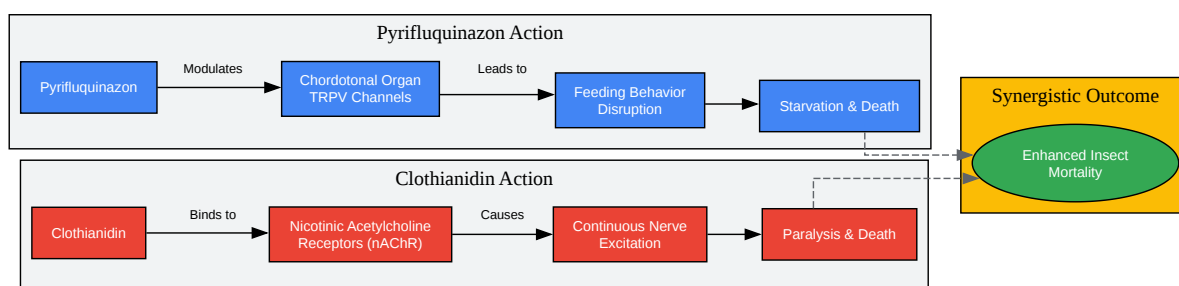 Pyrifluquinazon Action
Pyrifluquinazon
Modulates
Chordotonal Organ
TRPV Channels
Leads to
Feeding Behavior
Disruption
Starvation & Death
Synergistic Outcome
Enhanced Insect
Mortality
Clothianidin Action
Clothianidin
Binds to
Nicotinic Acetylcholine
Receptors (nAChR)
Causes
Continuous Nerve
Excitation
Paralysis & Death